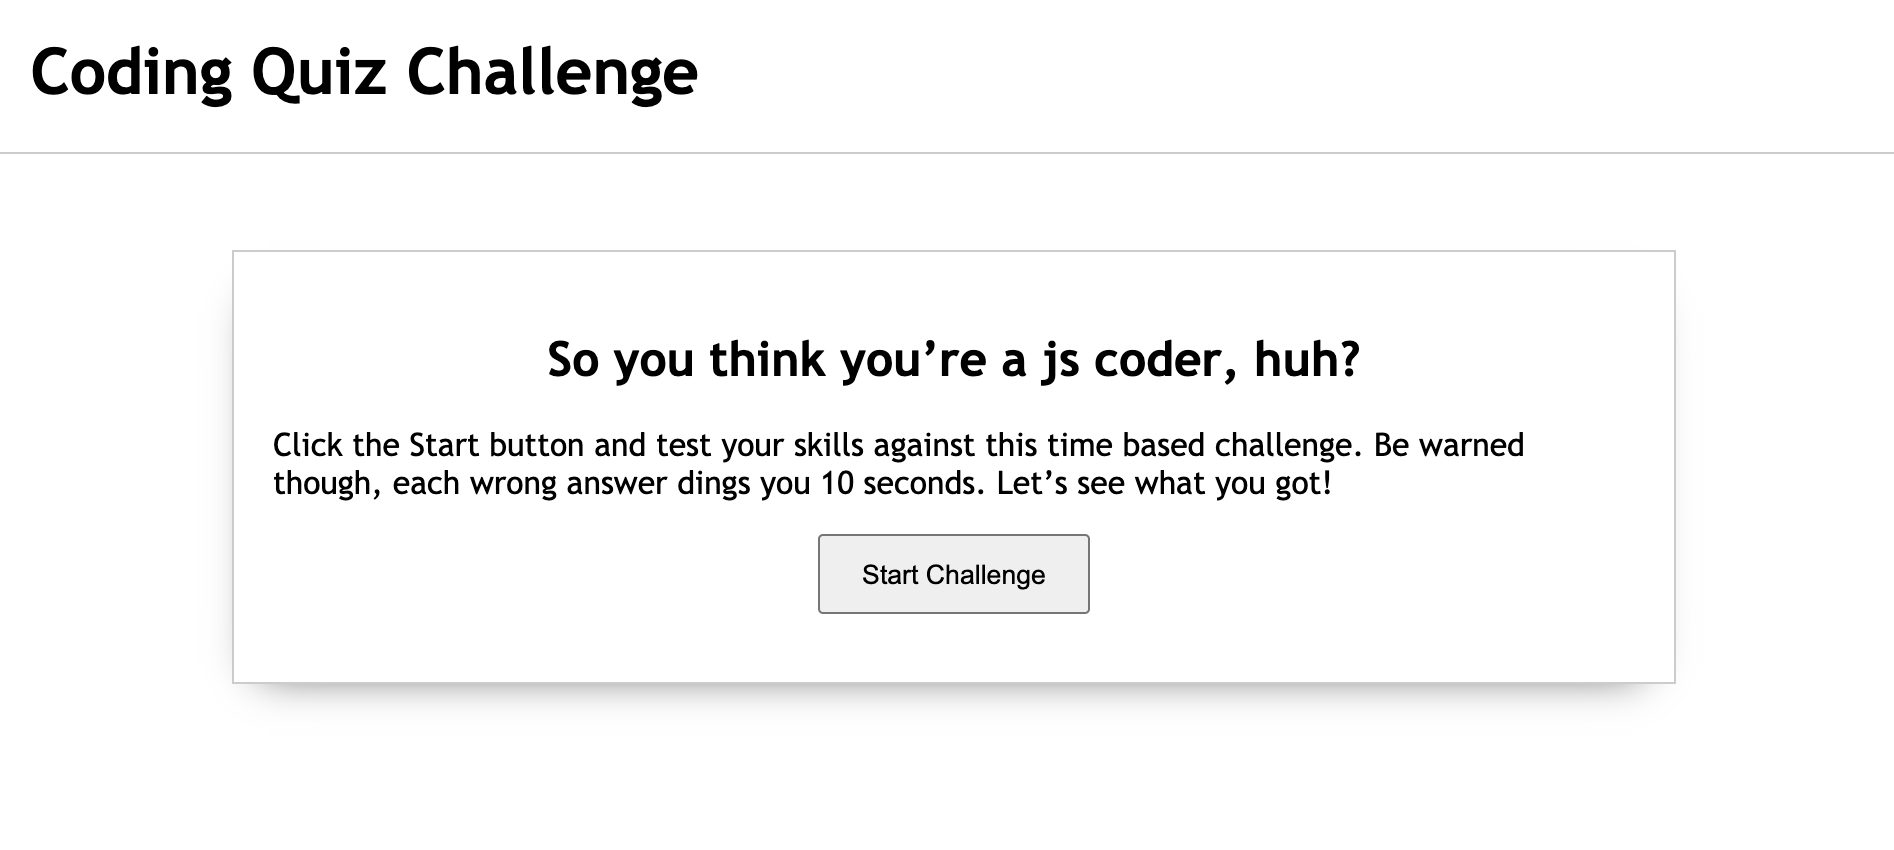 Coding Quiz Challenge
So you think you’re a js coder, huh?
Click the Start button and test your skills against this time based challenge. Be warned
though, each wrong answer dings you 10 seconds. Let’s see what you got!
Start Challenge